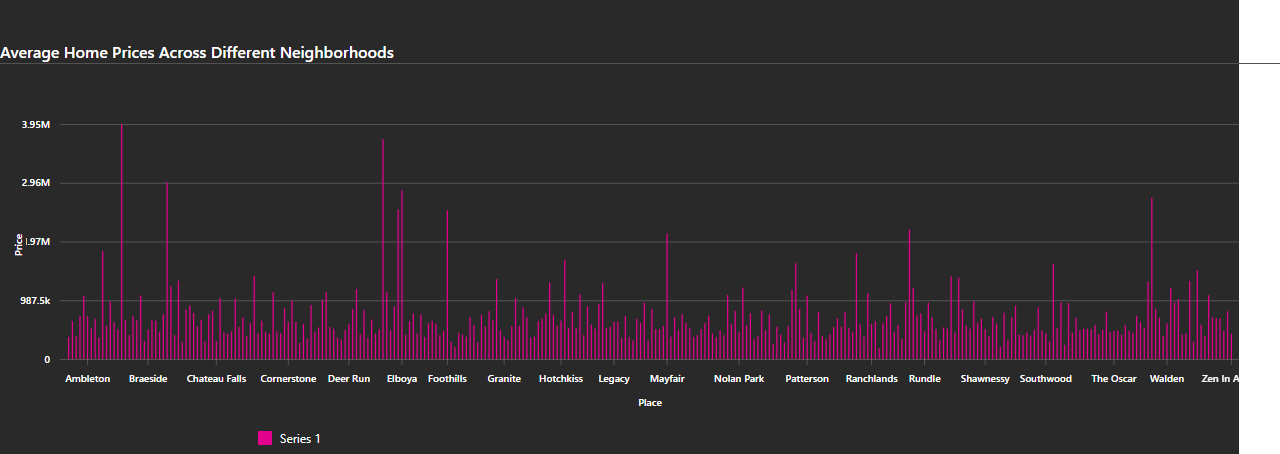 Average Home Prices Across Different Neighborhoods
3.95M
2.96M
1.97M
987.5k
0
Price
Ambleton Braeside Chateau Falls Cornerstone Deer Run Elboya Foothills Granite Hotchkiss Legacy Mayfair Nolan Park Patterson Ranchlands Rundle Shawnessy Southwood The Oscar Walden Zen In A
Place
Series 1